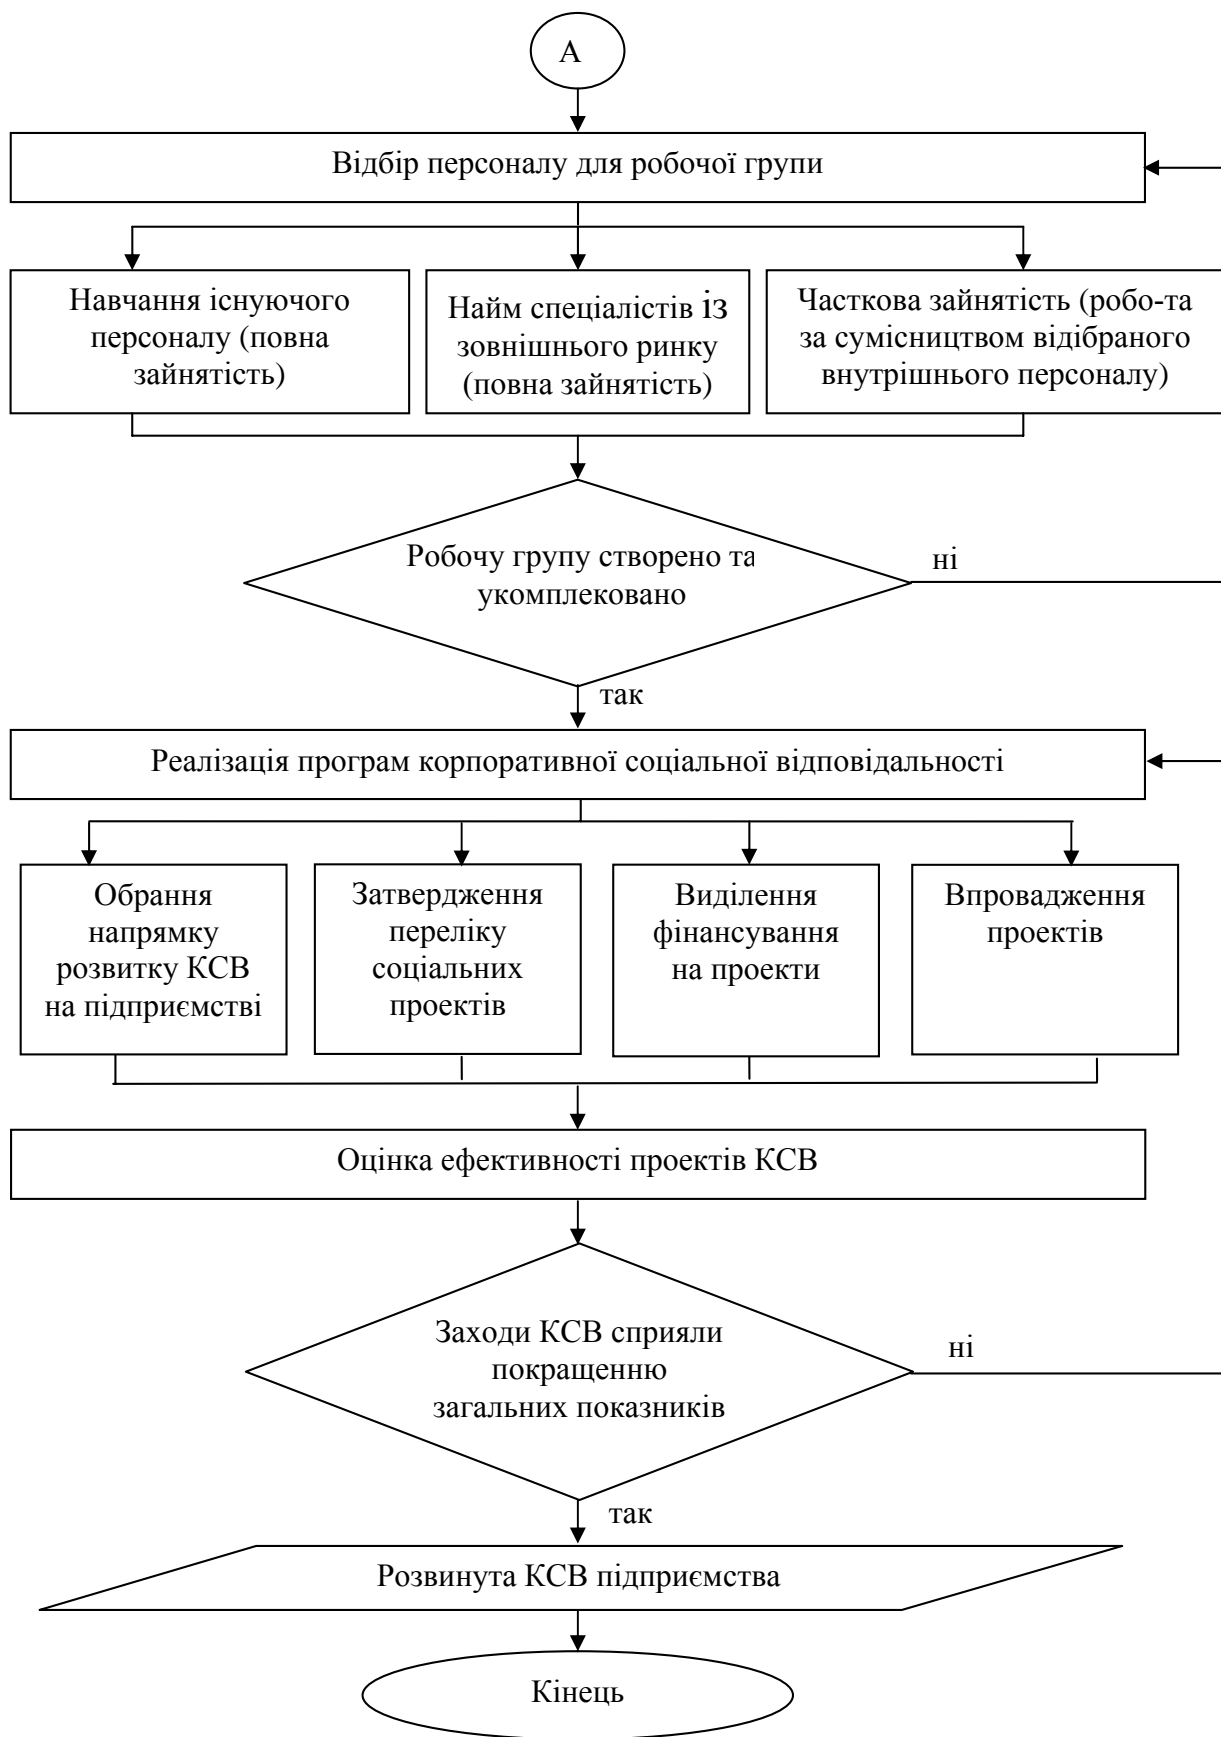 А
Відбір персоналу для робочої групи
Навчання існуючого
персоналу (повна
зайнятість)
Найм спеціалістів із
зовнішнього ринку
(повна зайнятість)
Часткова зайнятість (робо-та
за сумісництвом відібраного
внутрішнього персоналу)
Робочу групу створено та
укомплековано
ні
так
Реалізація програм корпоративної соціальної відповідальності
Обрання
напрямку
розвитку КСВ
на підприємстві
Затвердження
переліку
соціальних
проектів
Виділення
фінансування
на проекти
Впровадження
проектів
Оцінка ефективності проектів КСВ
Заходи КСВ сприяли
покращенню
загальних показників
ні
так
Розвинута КСВ підприємства
Кінець